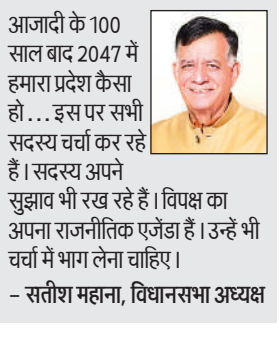 आजादी के 100
साल बाद 2047 में
हमारा प्रदेश कैसा
हो... इस पर सभी
सदस्य चर्चा कर रहे
हैं। सदस्य अपने
सुझाव भी रख रहे हैं। विपक्ष का
अपना राजनीतिक एजेंडा हैं। उन्हें भी
चर्चा में भाग लेना चाहिए।
– सतीश महाना, विधानसभा अध्यक्ष